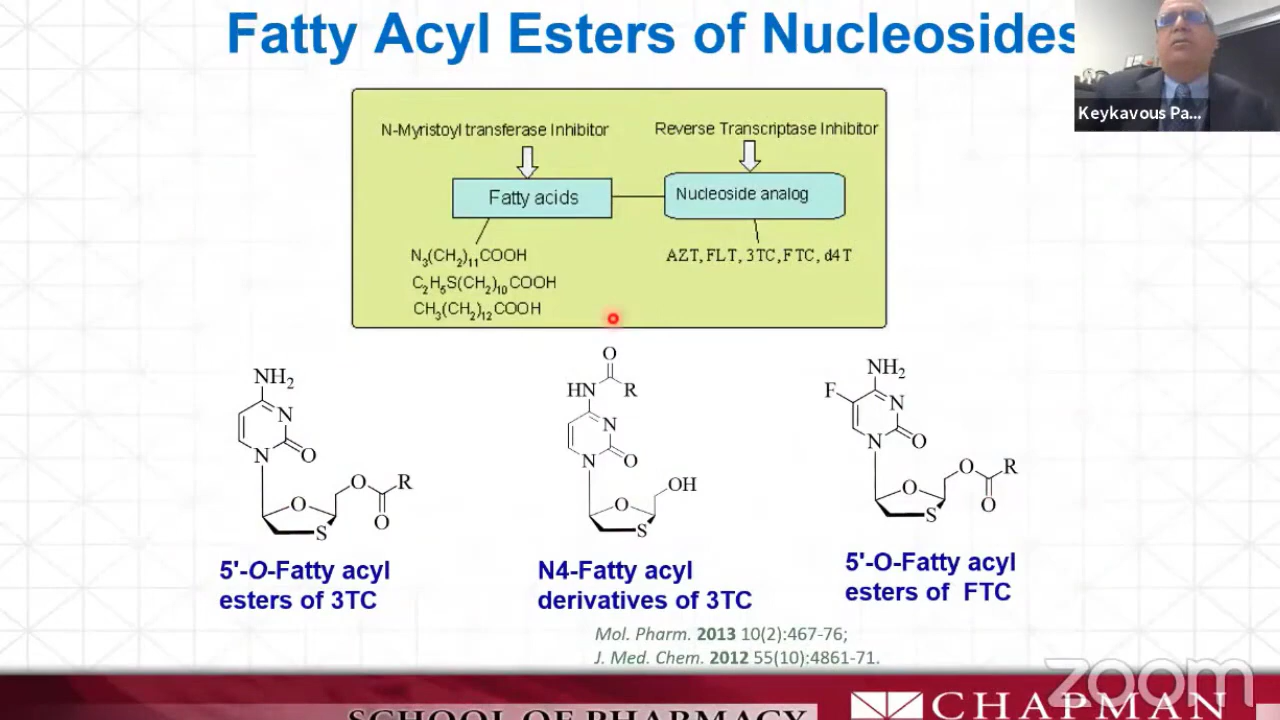 Fatty Acyl Esters of Nucleosides
Keykavous Pa...
N-Myristoyl transferase Inhibitor
Reverse Transcriptase Inhibitor
Fatty acids
Nucleoside analog
N₃(CH₂)₁₁COOH
AZT, FLT, 3TC, FTC, d4T
C₂H₅S(CH₂)₁₀COOH
CH₃(CH₂)₁₂COOH
NH₂
N
N
O
O
O
R
O
S
O
HN
R
N
N
O
O
OH
S
F
NH₂
N
N
O
O
O
R
O
S
5'-O-Fatty acyl
esters of 3TC
N4-Fatty acyl
derivatives of 3TC
5'-O-Fatty acyl
esters of FTC
Mol. Pharm. 2013 10(2):467-76;
J. Med. Chem. 2012 55(10):4861-71.
zoom
SCHOOL OF PHARMACY
CHAPMAN